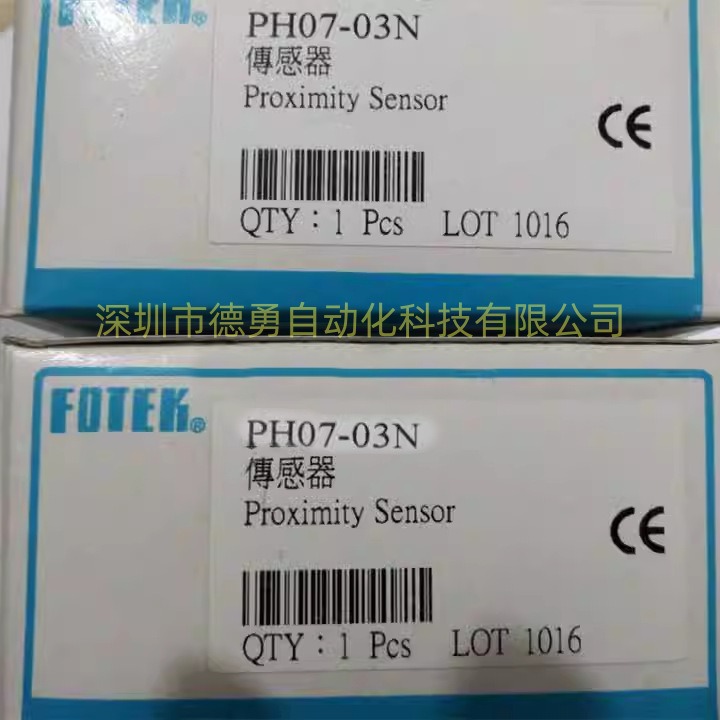 FOTEK®
PH07-03N
傳感器
Proximity Sensor
CE
QTY：1 Pcs LOT 1016
深圳市德勇自动化科技有限公司
FOTEK®
PH07-03N
傳感器
Proximity Sensor
CE
QTY：1 Pcs LOT 1016